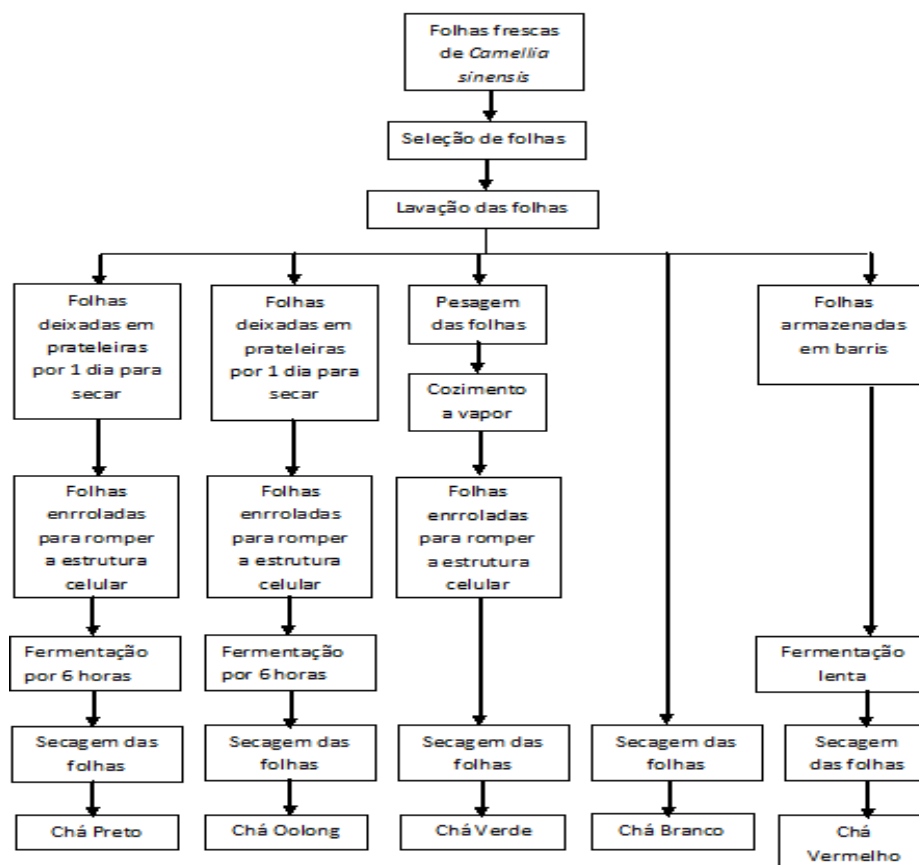 Folhas frescas
de Camellia
sinensis
Seleção de folhas
Lavação das folhas
Folhas
deixadas em
prateleiras
por 1 dia para
secar
Folhas
deixadas em
prateleiras
por 1 dia para
secar
Pesagem
das folhas
Folhas
armazenadas
em barris
Cozimento
a vapor
Folhas
enrroladas
para romper
a estrutura
celular
Folhas
enrroladas
para romper
a estrutura
celular
Folhas
enrroladas
para romper
a estrutura
celular
Fermentação
por 6 horas
Fermentação
por 6 horas
Fermentação
lenta
Secagem das
folhas
Secagem das
folhas
Secagem das
folhas
Secagem das
folhas
Secagem
das folhas
Chá Preto
Chá Oolong
Chá Verde
Chá Branco
Chá
Vermelho